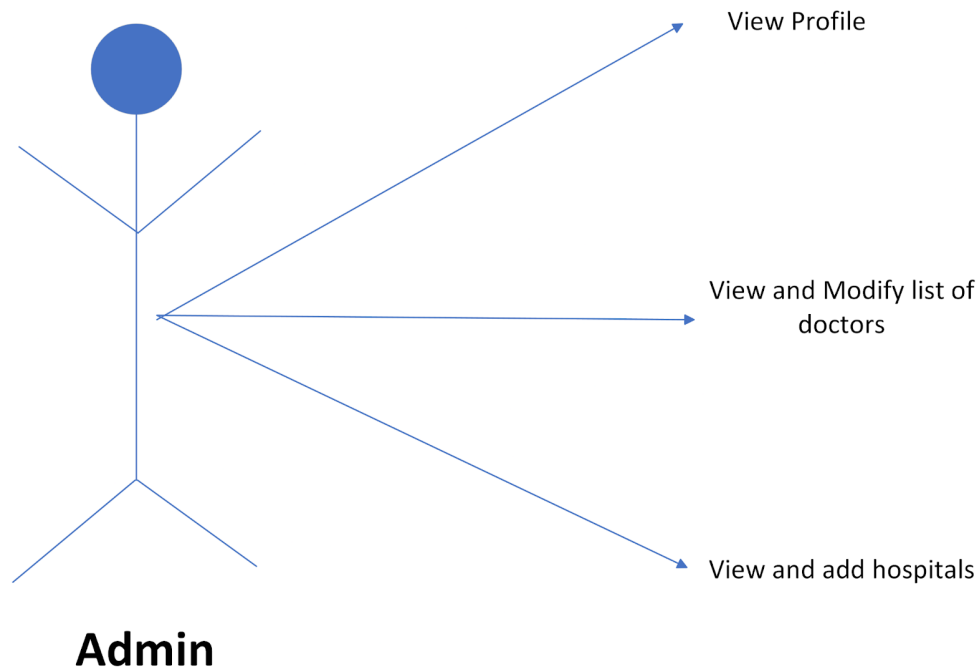 View Profile
View and Modify list of
doctors
View and add hospitals
Admin